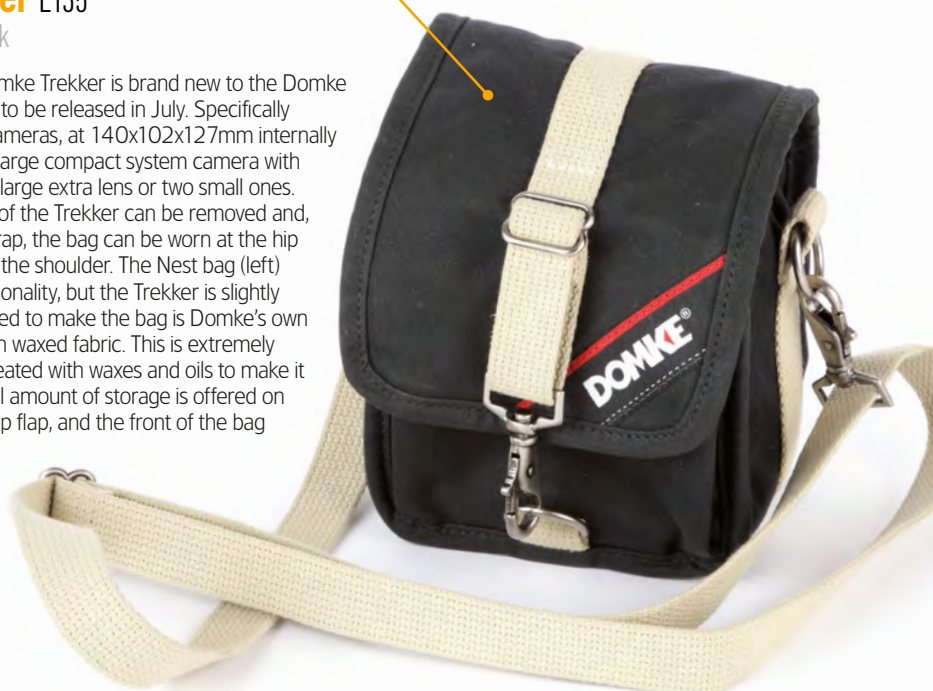 er £135
k
mke Trekker is brand new to the Domke
to be released in July. Specifically
ameras, at 140x102x127mm internally
arge compact system camera with
large extra lens or two small ones.
of the Trekker can be removed and,
rap, the bag can be worn at the hip
the shoulder. The Nest bag (left)
onality, but the Trekker is slightly
ed to make the bag is Domke's own
n waxed fabric. This is extremely
eated with waxes and oils to make it
l amount of storage is offered on
p flap, and the front of the bag
DOMKE®